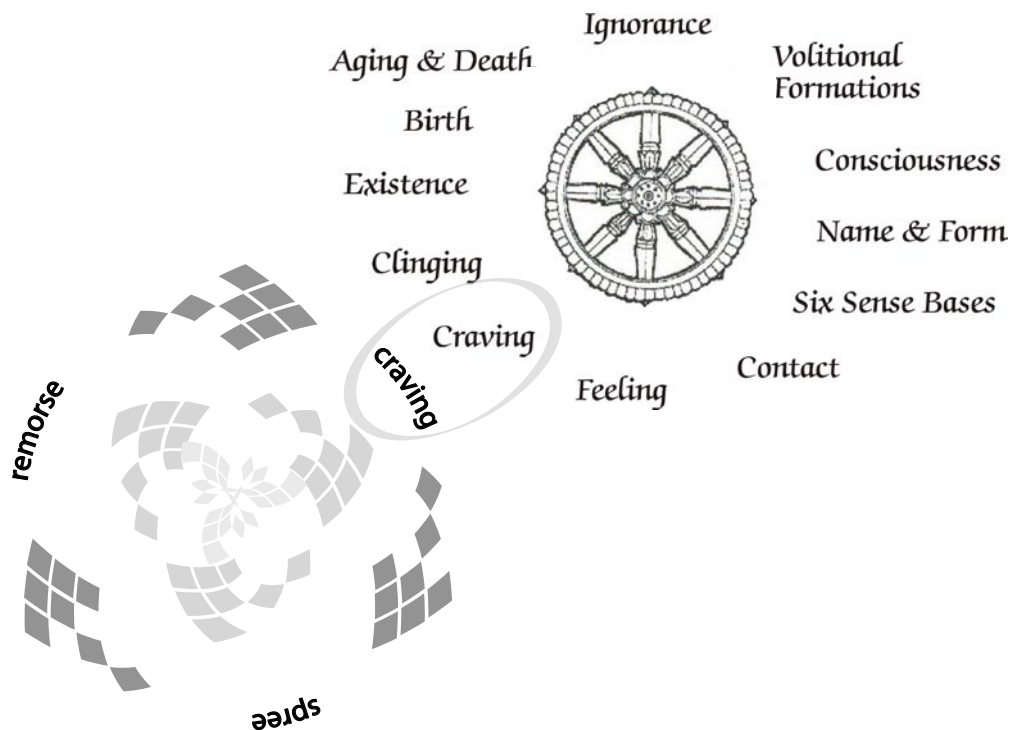 Ignorance
Volitional
Formations
Consciousness
Name & Form
Six Sense Bases
Contact
Feeling
Craving
Clinging
Existence
Birth
Aging & Death
craving
spree
remorse